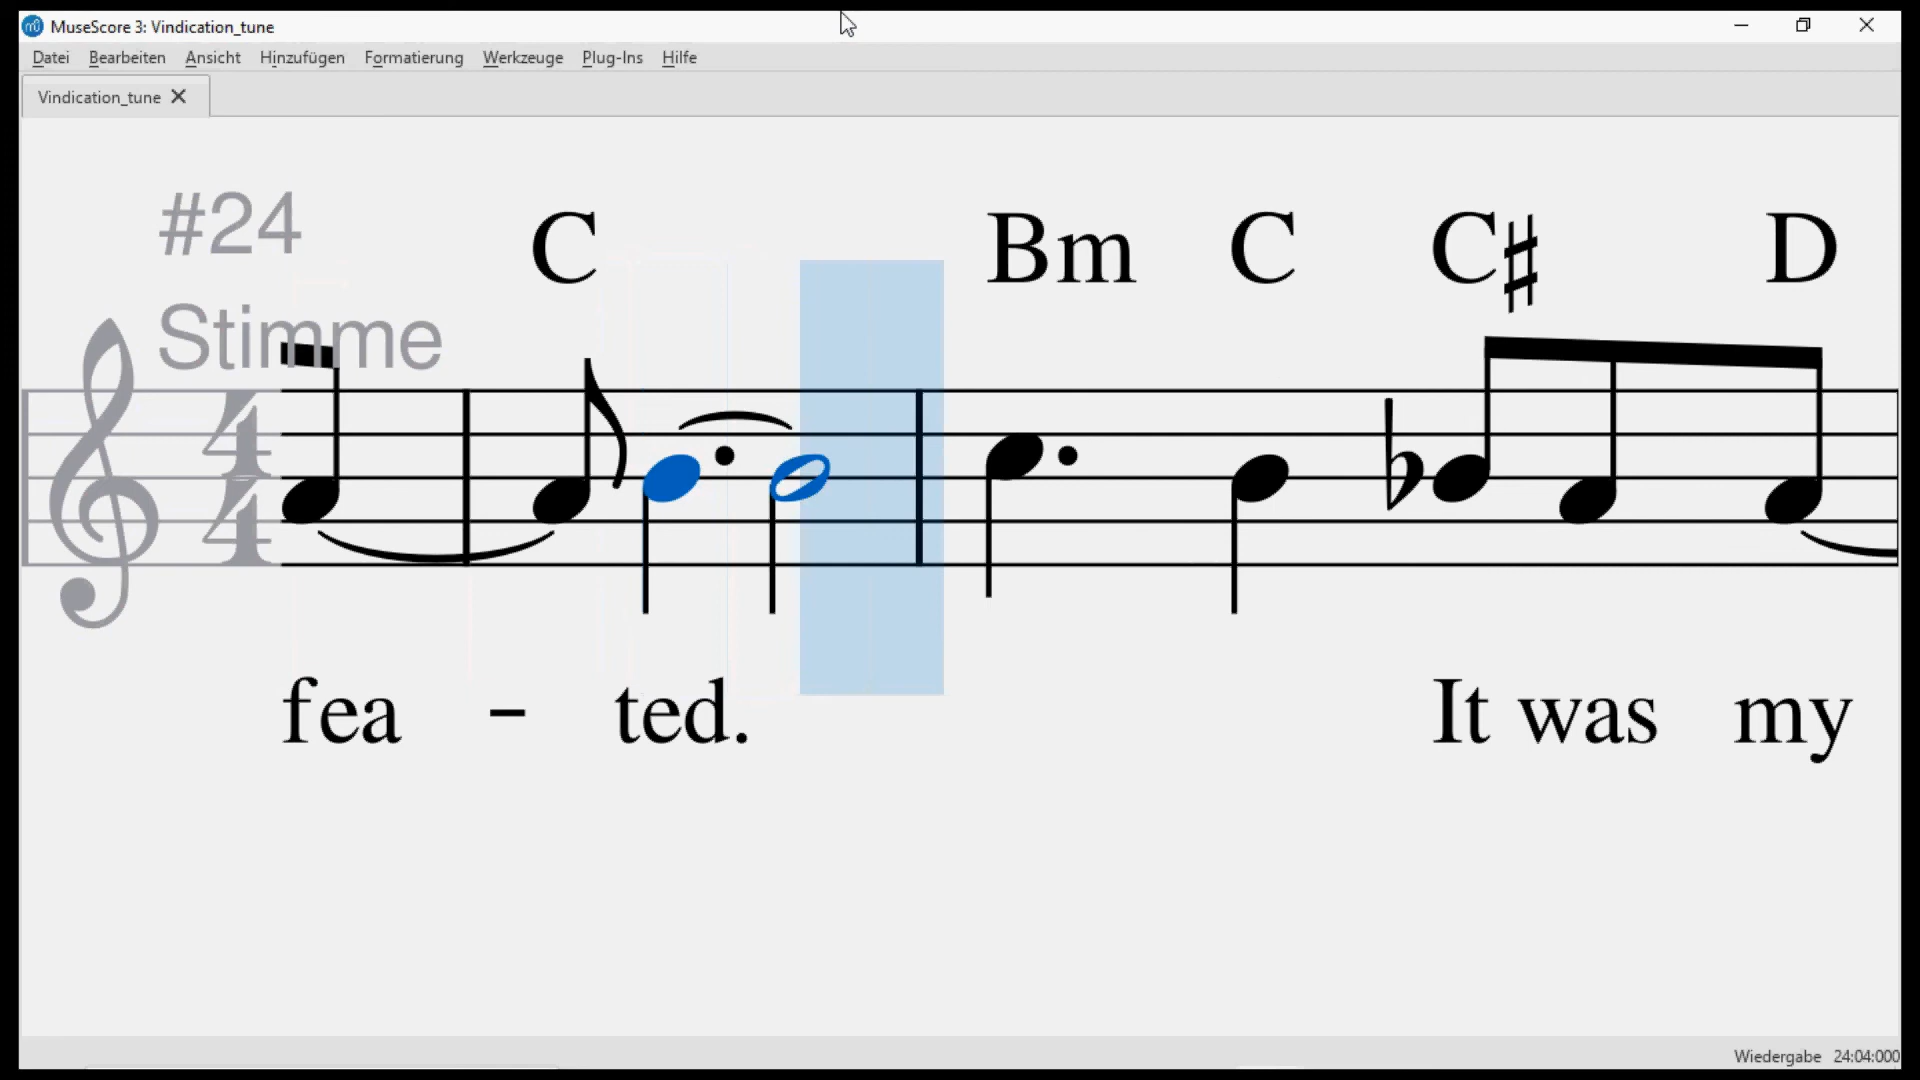 MuseScore 3: Vindication_tune
Datei Bearbeiten Ansicht Hinzufügen Formatierung Werkzeuge Plug-Ins Hilfe
Vindication_tune
#24
C Bm C C♯ D
Stimme
fea - ted. It was my
Wiedergabe 24:04:000